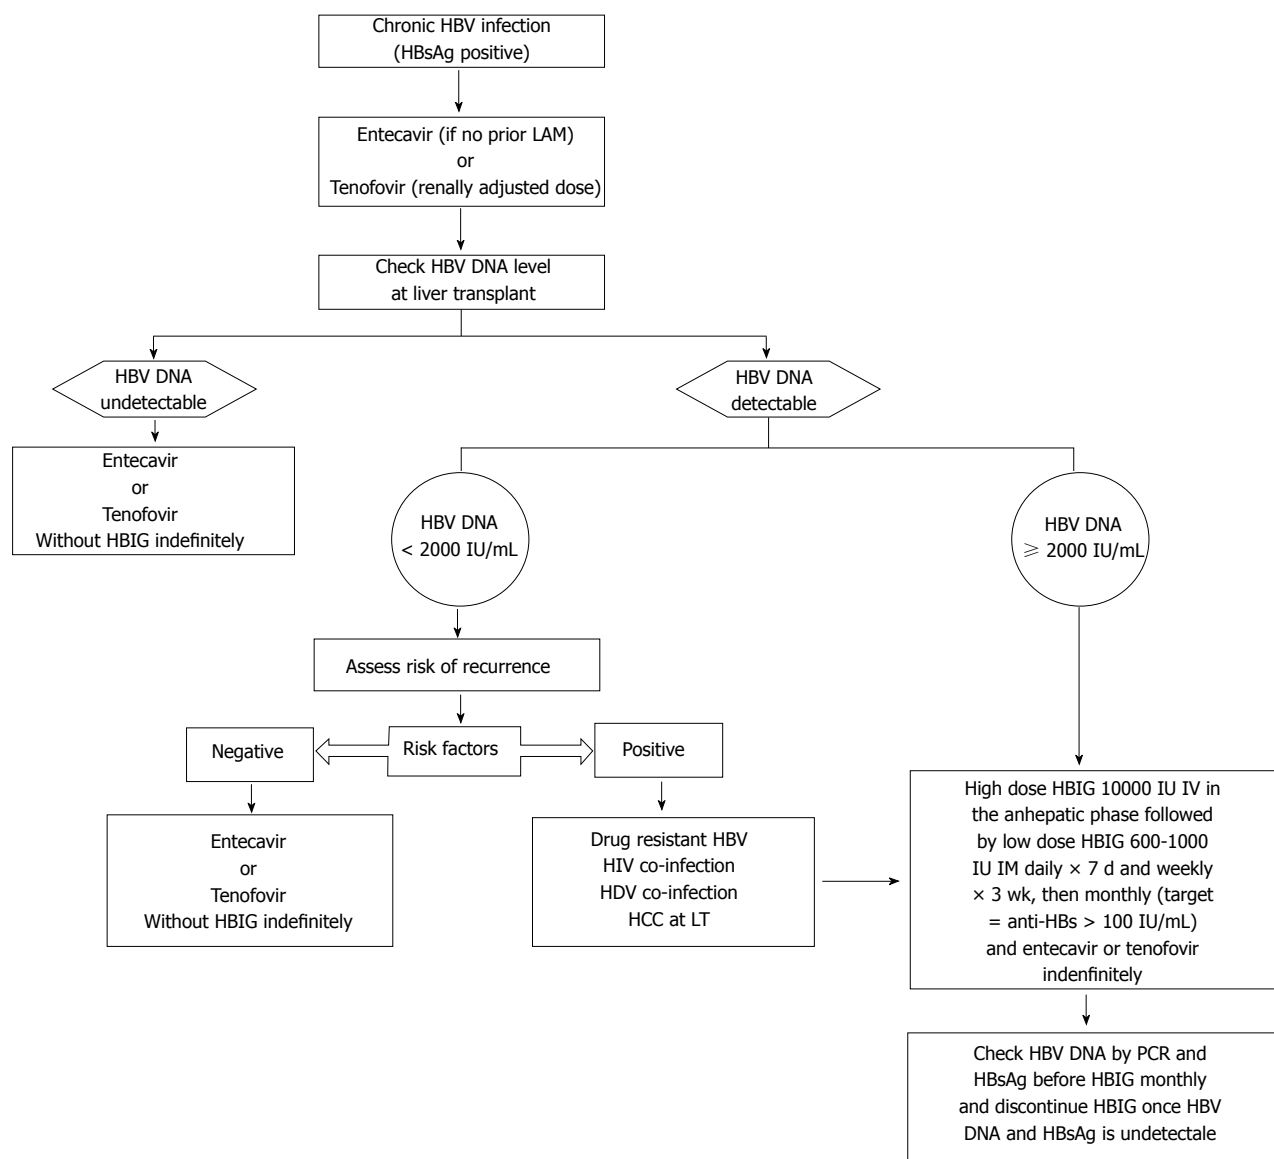 Chronic HBV infection
(HBsAg positive)
Entecavir (if no prior LAM)
or
Tenofovir (renally adjusted dose)
Check HBV DNA level
at liver transplant
HBV DNA
undetectable
HBV DNA
detectable
Entecavir
or
Tenofovir
Without HBIG indefinitely
HBV DNA
< 2000 IU/mL
HBV DNA
⩾ 2000 IU/mL
Assess risk of recurrence
Negative
Risk factors
Positive
Entecavir
or
Tenofovir
Without HBIG indefinitely
Drug resistant HBV
HIV co-infection
HDV co-infection
HCC at LT
High dose HBIG 10000 IU IV in
the anhepatic phase followed
by low dose HBIG 600-1000
IU IM daily × 7 d and weekly
× 3 wk, then monthly (target
= anti-HBs > 100 IU/mL)
and entecavir or tenofovir
indenfinitely
Check HBV DNA by PCR and
HBsAg before HBIG monthly
and discontinue HBIG once HBV
DNA and HBsAg is undetectale